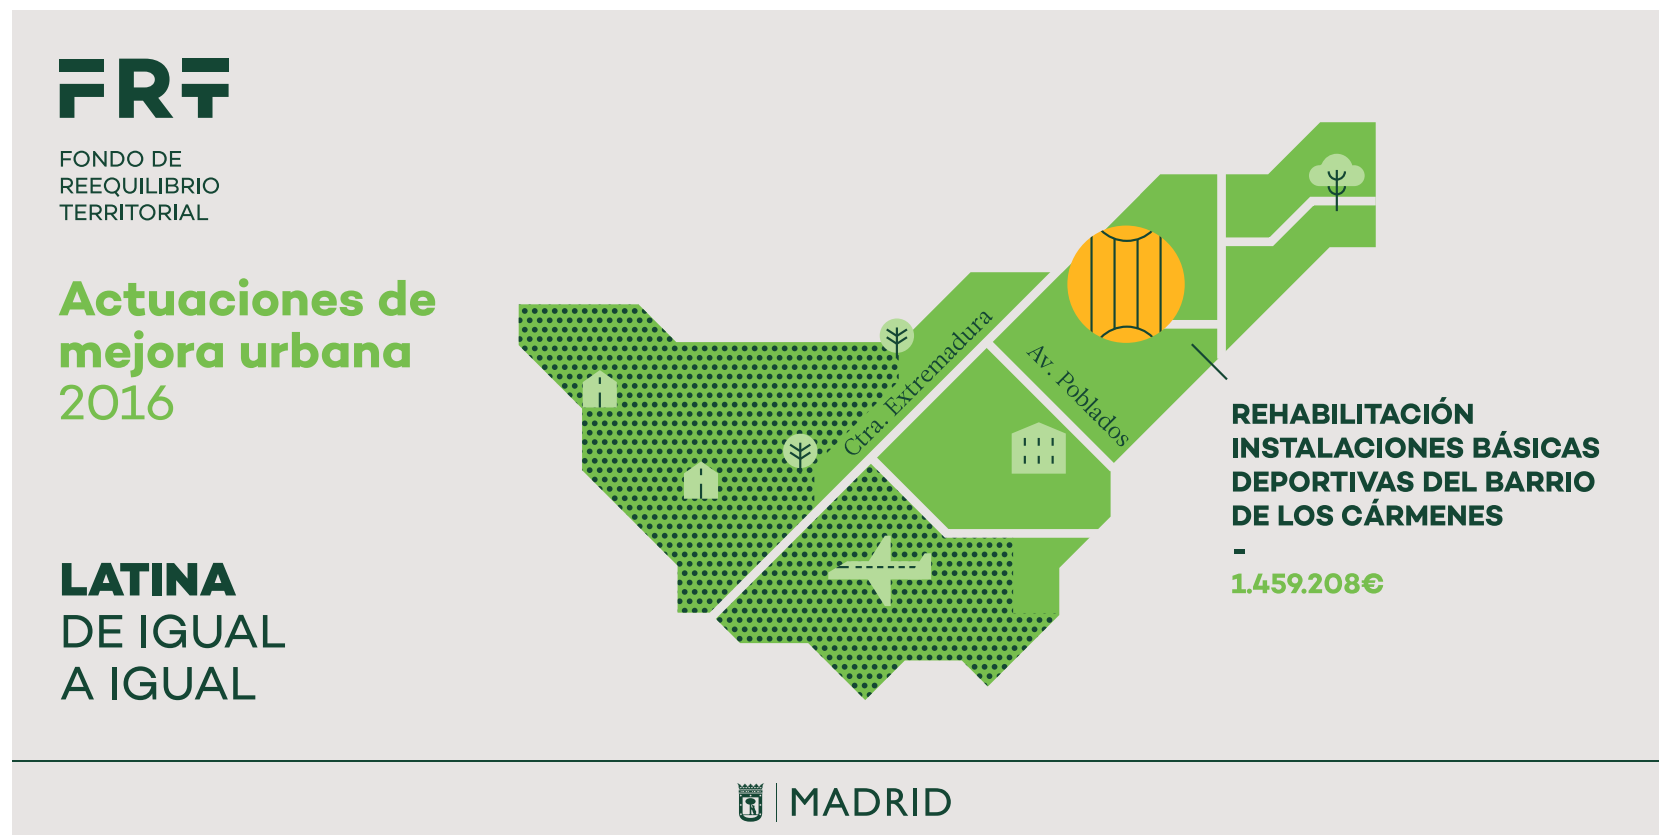 FRT
FONDO DE
REEQUILIBRIO
TERRITORIAL
Actuaciones de
mejora urbana
2016
LATINA
DE IGUAL
A IGUAL
Ctra. Extremadura
Av. Poblados
REHABILITACIÓN
INSTALACIONES BÁSICAS
DEPORTIVAS DEL BARRIO
DE LOS CÁRMENES
-
1.459.208€
MADRID